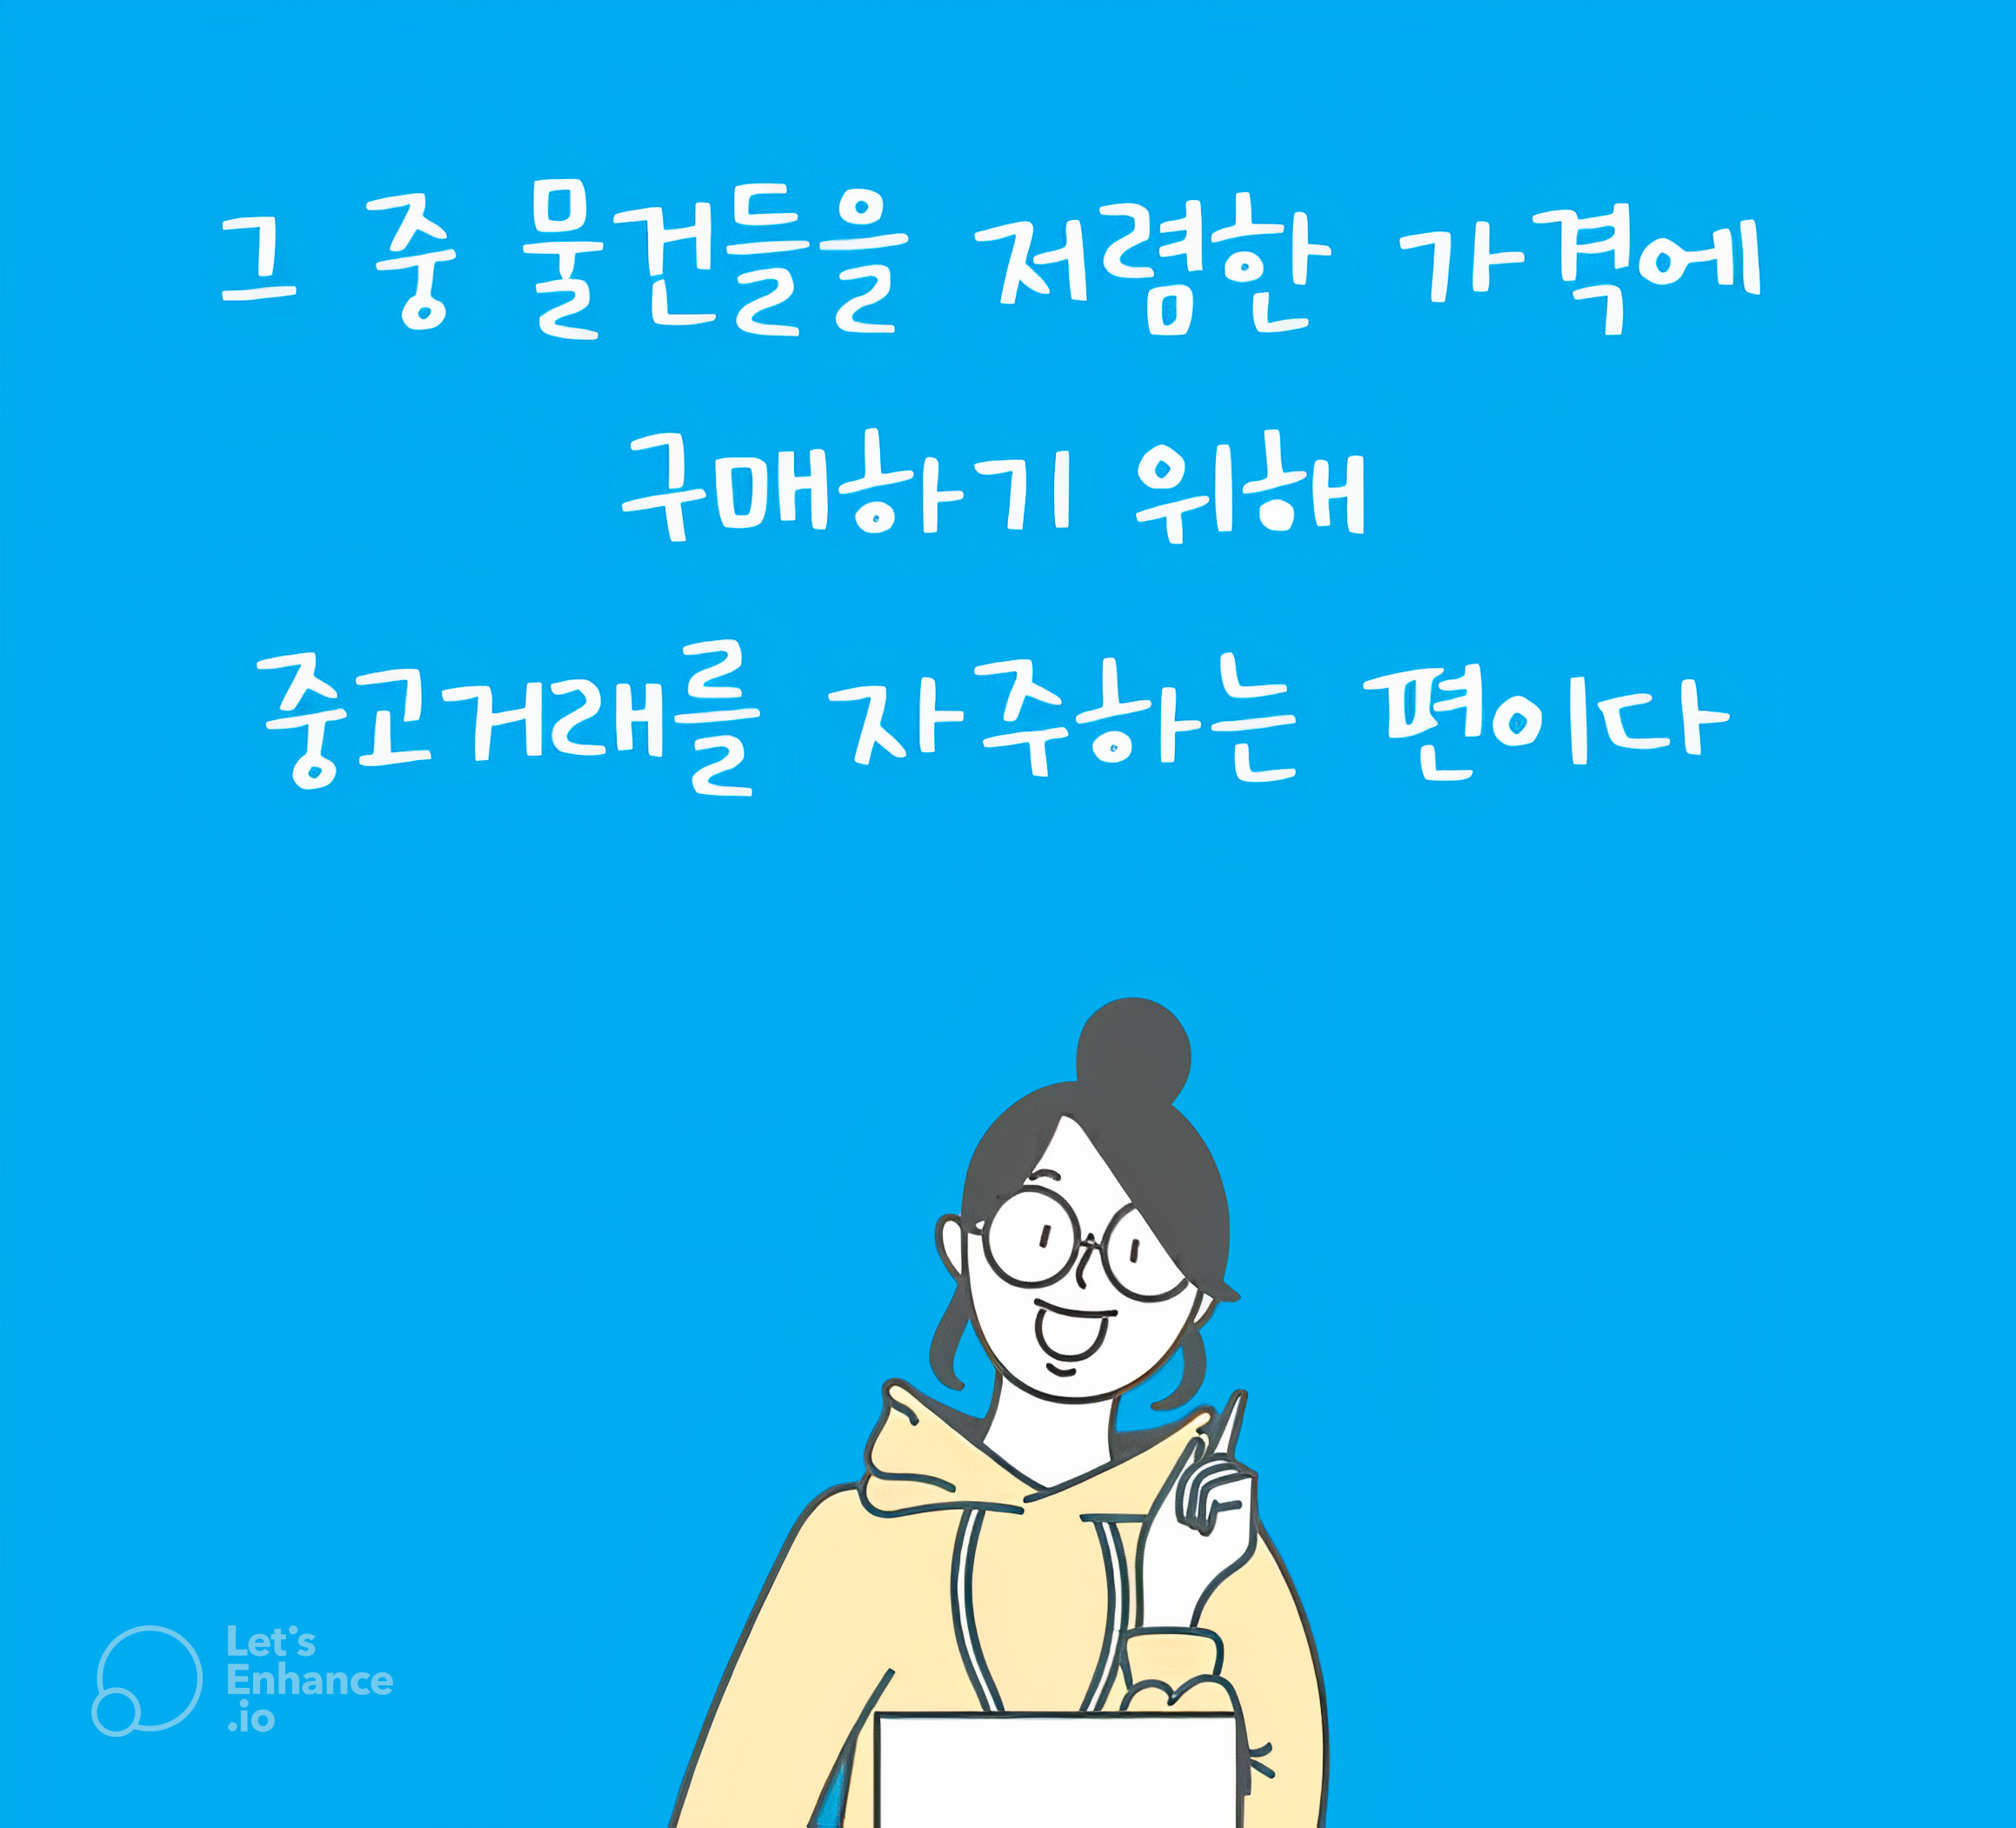 그 중 물건들을 저렴한 가격에
구매하기 위해
중고거래를 자주하는 편이다
Let's
Enhance
.io